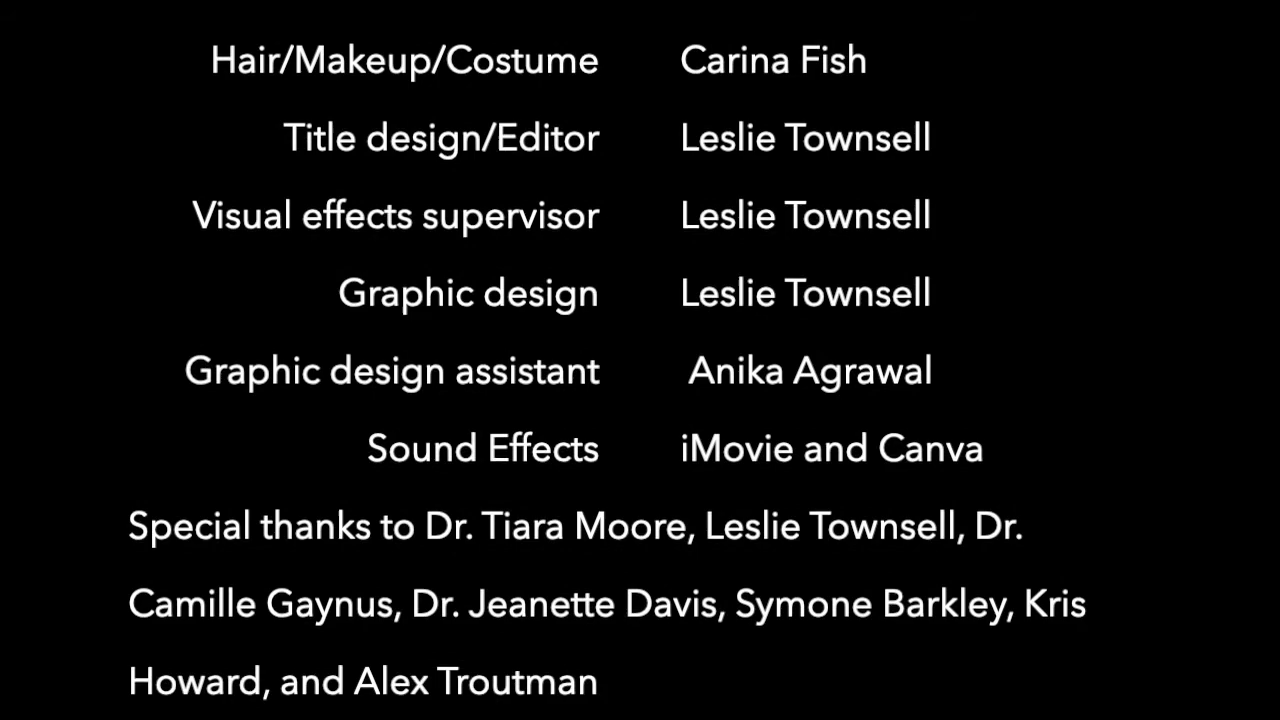 Hair/Makeup/Costume Carina Fish
Title design/Editor Leslie Townsell
Visual effects supervisor Leslie Townsell
Graphic design Leslie Townsell
Graphic design assistant Anika Agrawal
Sound Effects iMovie and Canva
Special thanks to Dr. Tiara Moore, Leslie Townsell, Dr.
Camille Gaynus, Dr. Jeanette Davis, Symone Barkley, Kris
Howard, and Alex Troutman